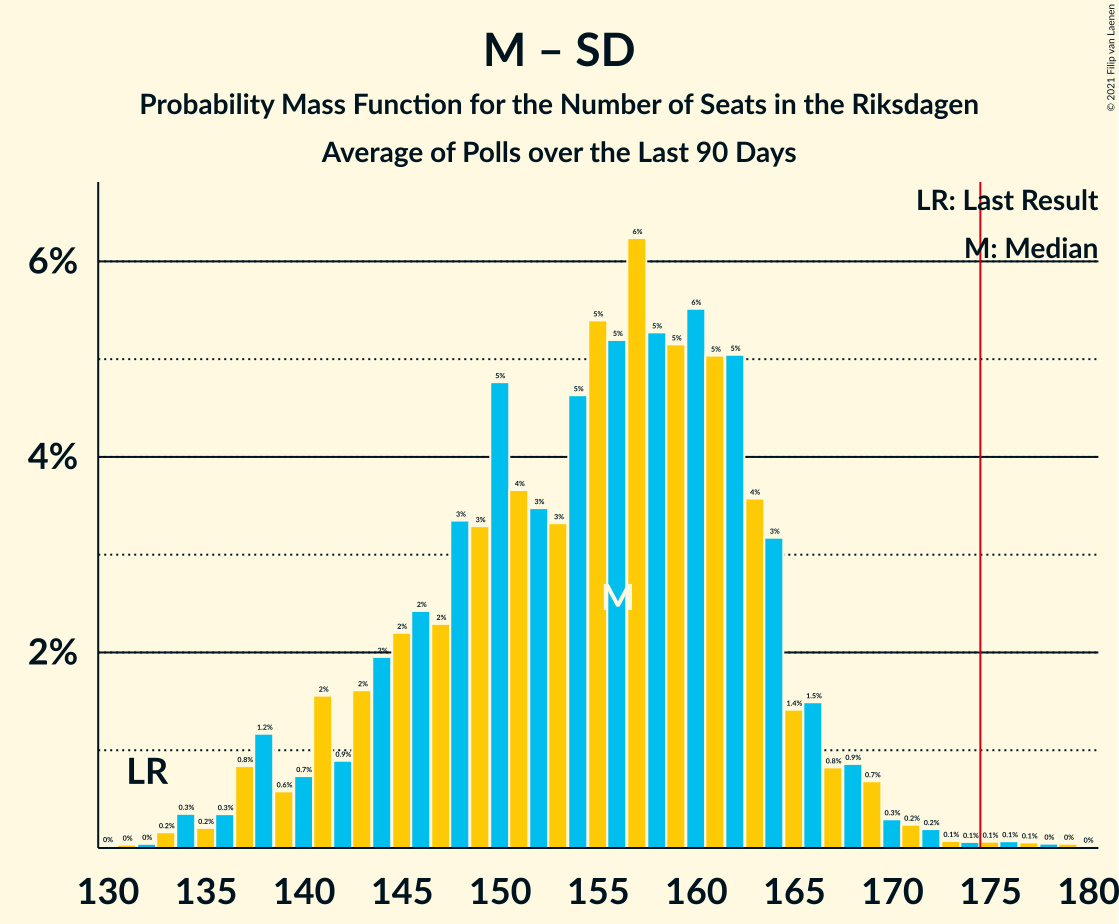 M – SD
Probability Mass Function for the Number of Seats in the Riksdagen
Average of Polls over the Last 90 Days
© 2021 Filip van Laenen
LR: Last Result
M: Median
6%
4%
2%
0% 0% 0% 0.2% 0.3% 0.2% 0.3% 0.8% 1.2% 0.6% 0.7% 2% 0.9% 2% 2% 2% 2% 2% 3% 3% 5% 4% 3% 3% 5% 5% 5% 6% 5% 5% 6% 5% 5% 4% 3% 1.4% 1.5% 0.8% 0.9% 0.7% 0.3% 0.2% 0.2% 0.1% 0.1% 0.1% 0.1% 0.1% 0% 0% 0%
LR
M
130 135 140 145 150 155 160 165 170 175 180